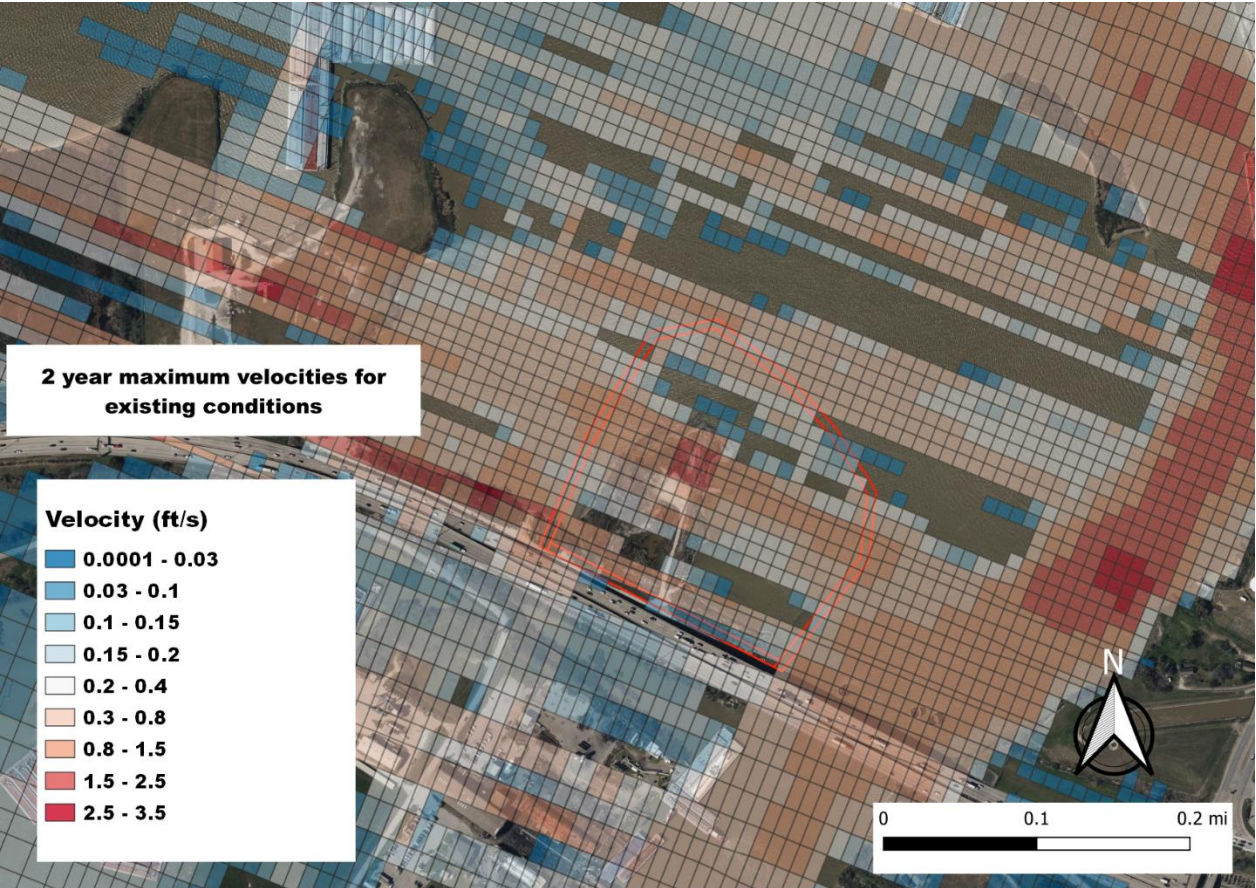 2 year maximum velocities for
existing conditions
Velocity (ft/s)
0.0001 - 0.03
0.03 - 0.1
0.1 - 0.15
0.15 - 0.2
0.2 - 0.4
0.3 - 0.8
0.8 - 1.5
1.5 - 2.5
2.5 - 3.5
N
0 0.1 0.2 mi